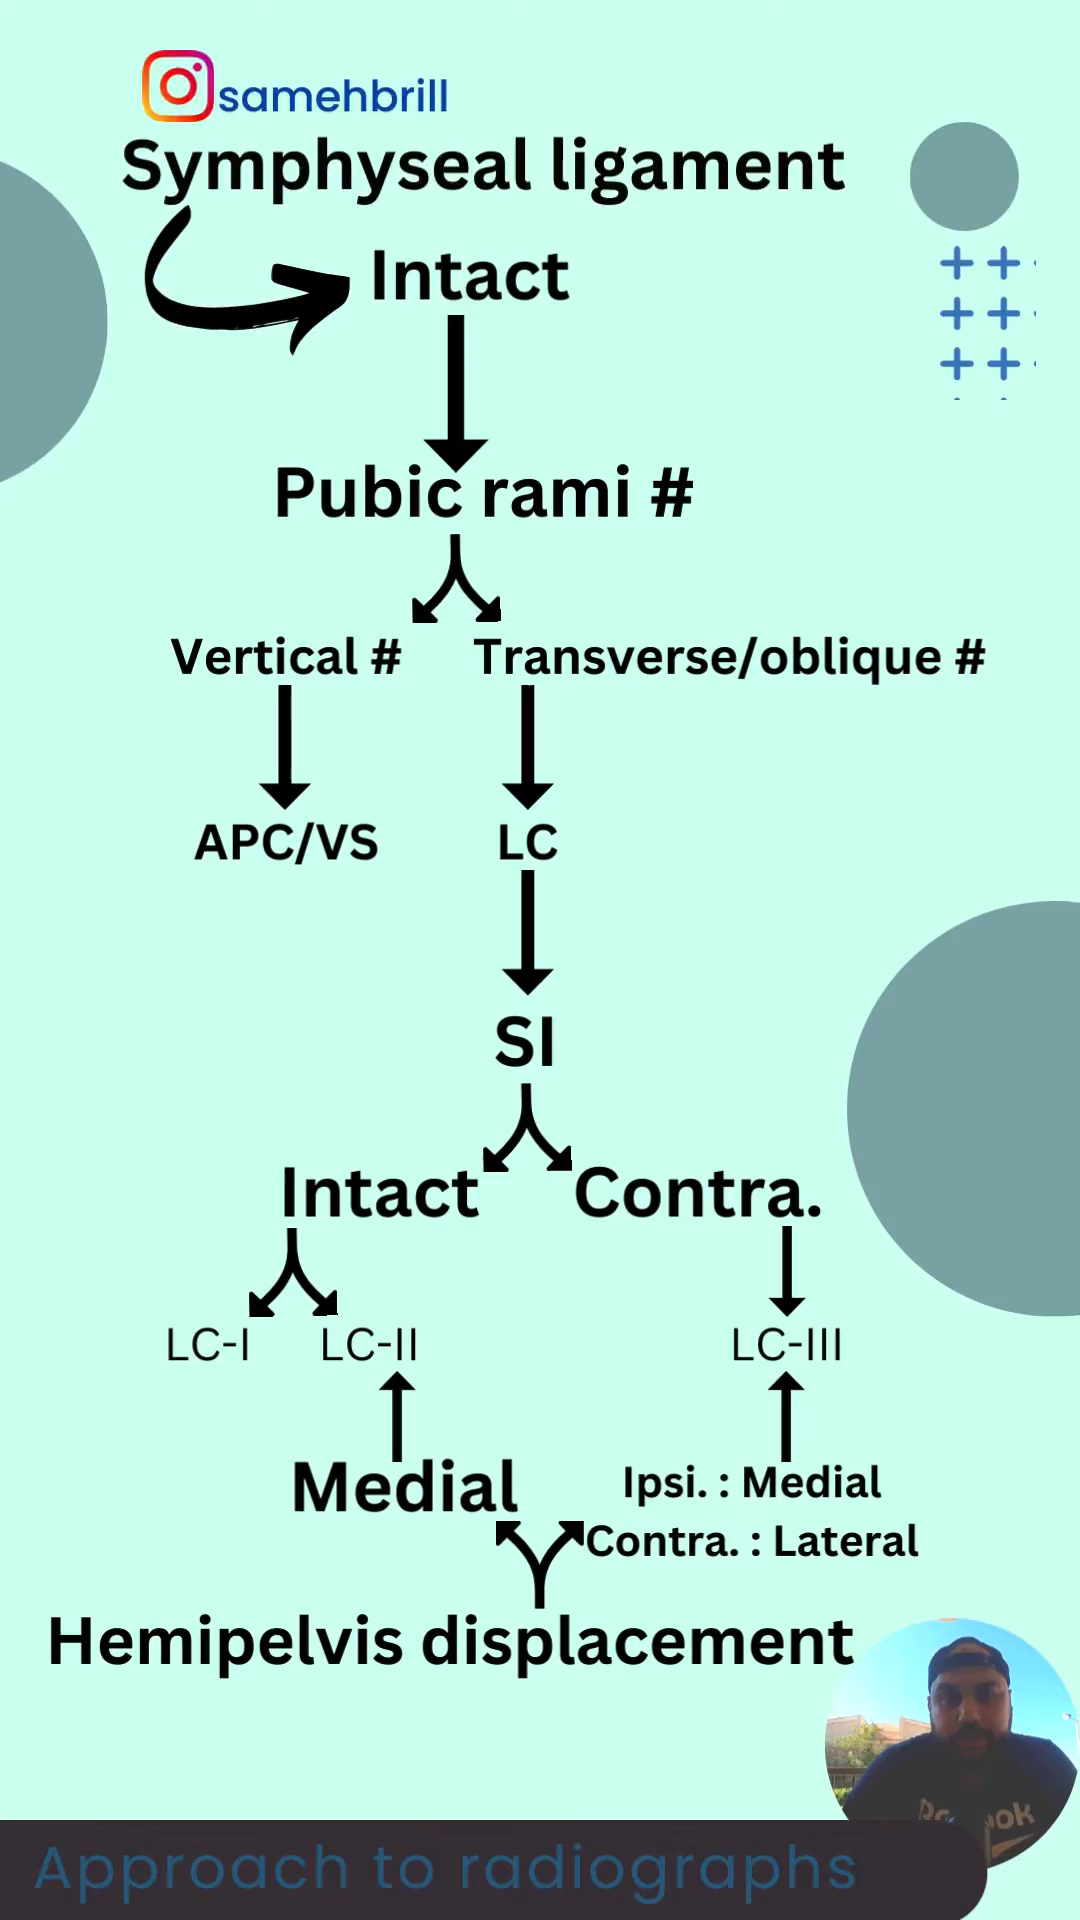 samehbrill
Symphyseal ligament
Intact
Pubic rami #
Vertical # Transverse/oblique #
APC/VS LC
SI
Intact Contra.
LC-I LC-II LC-III
Medial Ipsi. : Medial
Contra. : Lateral
Hemipelvis displacement
Approach to radiographs